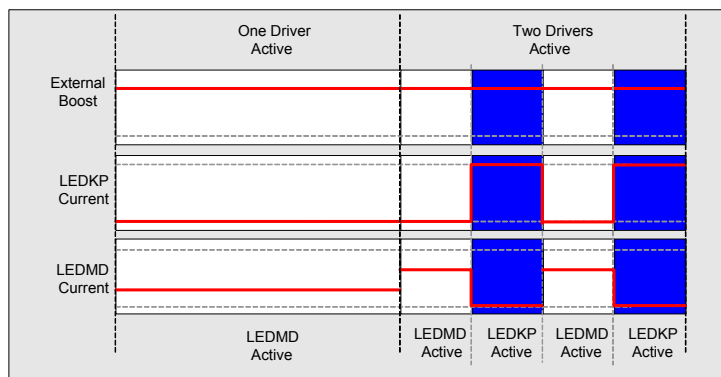 One Driver
Active
Two Drivers
Active
External
Boost
LEDKP
Current
LEDMD
Current
LEDMD
Active
LEDMD
Active
LEDKP
Active
LEDMD
Active
LEDKP
Active